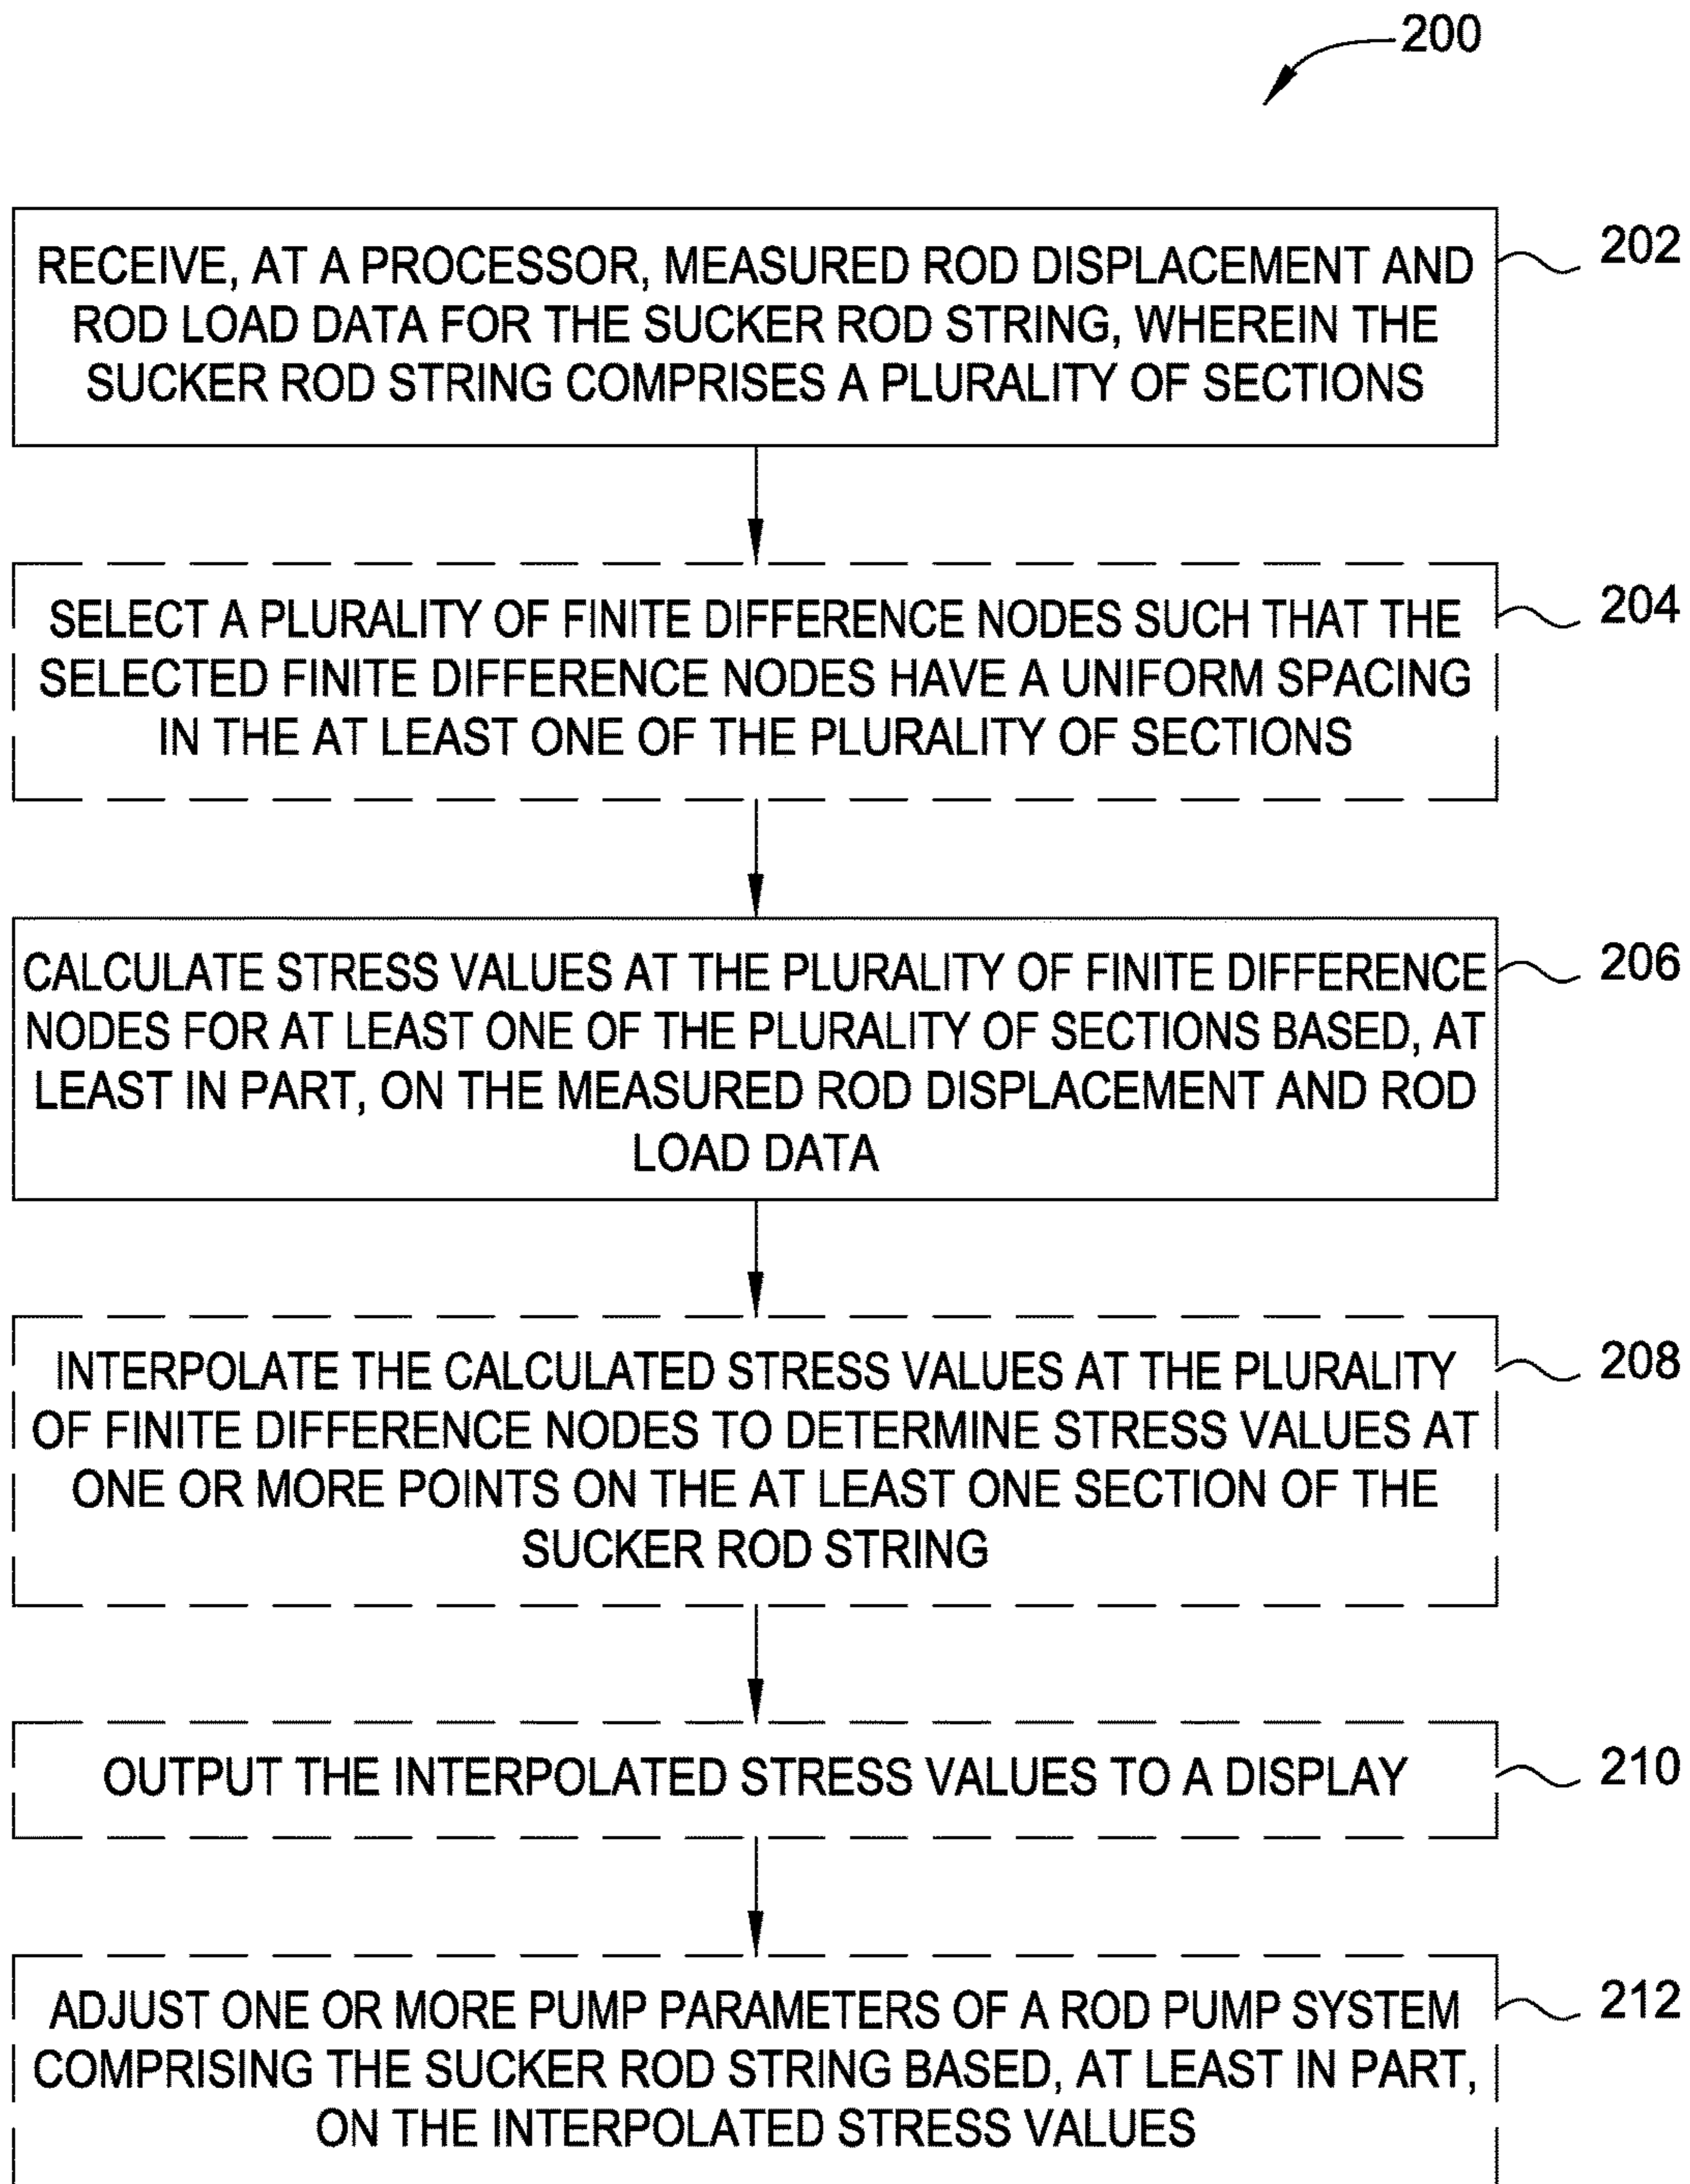 200
RECEIVE, AT A PROCESSOR, MEASURED ROD DISPLACEMENT AND
ROD LOAD DATA FOR THE SUCKER ROD STRING, WHEREIN THE
SUCKER ROD STRING COMPRISES A PLURALITY OF SECTIONS
202
SELECT A PLURALITY OF FINITE DIFFERENCE NODES SUCH THAT THE
SELECTED FINITE DIFFERENCE NODES HAVE A UNIFORM SPACING
IN THE AT LEAST ONE OF THE PLURALITY OF SECTIONS
204
CALCULATE STRESS VALUES AT THE PLURALITY OF FINITE DIFFERENCE
NODES FOR AT LEAST ONE OF THE PLURALITY OF SECTIONS BASED, AT
LEAST IN PART, ON THE MEASURED ROD DISPLACEMENT AND ROD
LOAD DATA
206
INTERPOLATE THE CALCULATED STRESS VALUES AT THE PLURALITY
OF FINITE DIFFERENCE NODES TO DETERMINE STRESS VALUES AT
ONE OR MORE POINTS ON THE AT LEAST ONE SECTION OF THE
SUCKER ROD STRING
208
OUTPUT THE INTERPOLATED STRESS VALUES TO A DISPLAY
210
ADJUST ONE OR MORE PUMP PARAMETERS OF A ROD PUMP SYSTEM
COMPRISING THE SUCKER ROD STRING BASED, AT LEAST IN PART,
ON THE INTERPOLATED STRESS VALUES
212